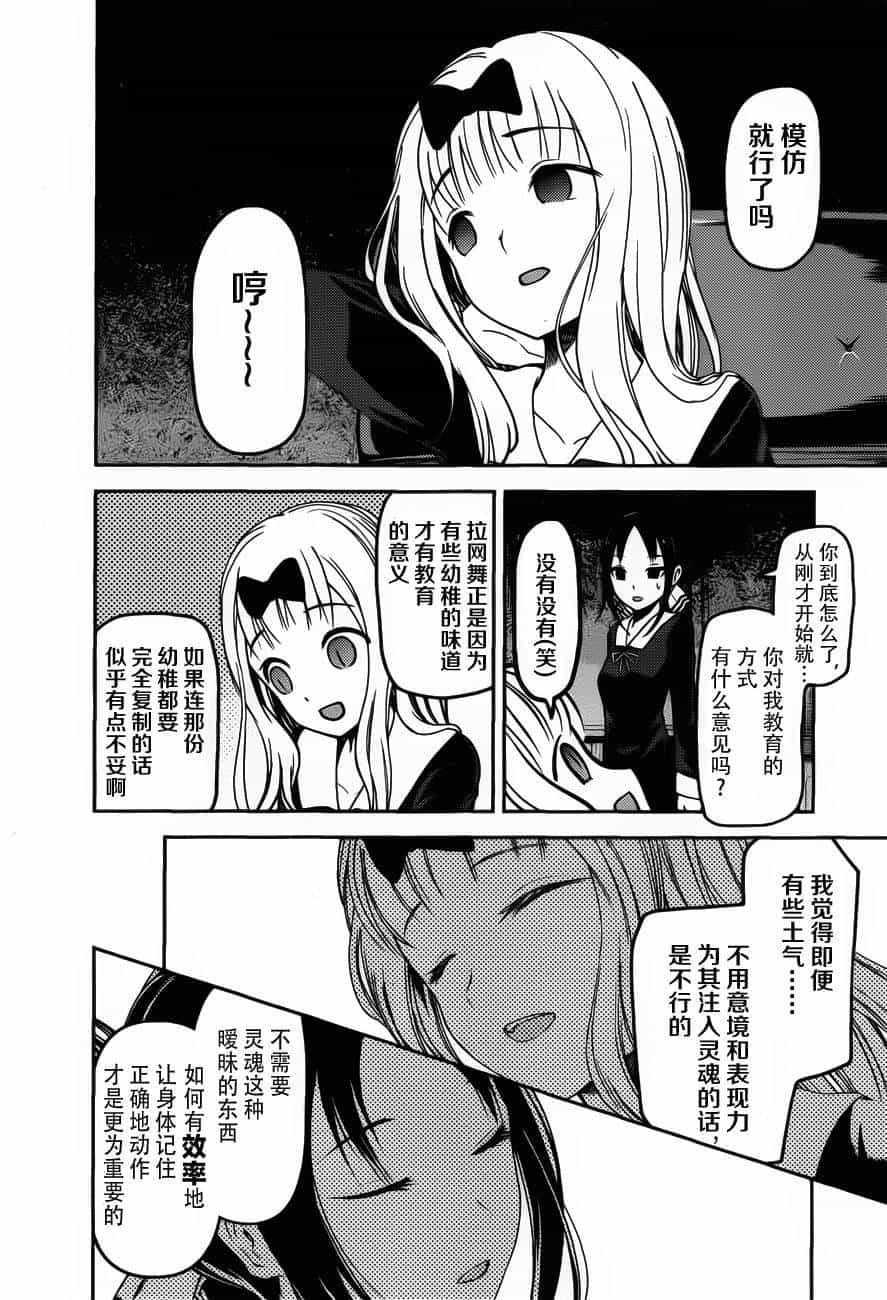 模仿
就行了吗
哼~~~
你到底怎么了,
从刚才开始就…
你对我教育的
方式
有什么意见吗?
没有没有(笑)
拉网舞正是因为
有些幼稚的味道
才有教育
的意义
如果连那份
幼稚都要
完全复制的话
似乎有点不妥啊
我觉得即便
有些土气……
不用意境和表现力
为其注入灵魂的话,
是不行的
不需要
灵魂这种
暧昧的东西
如何有效率地
让身体记住
正确地动作
才是更为重要的